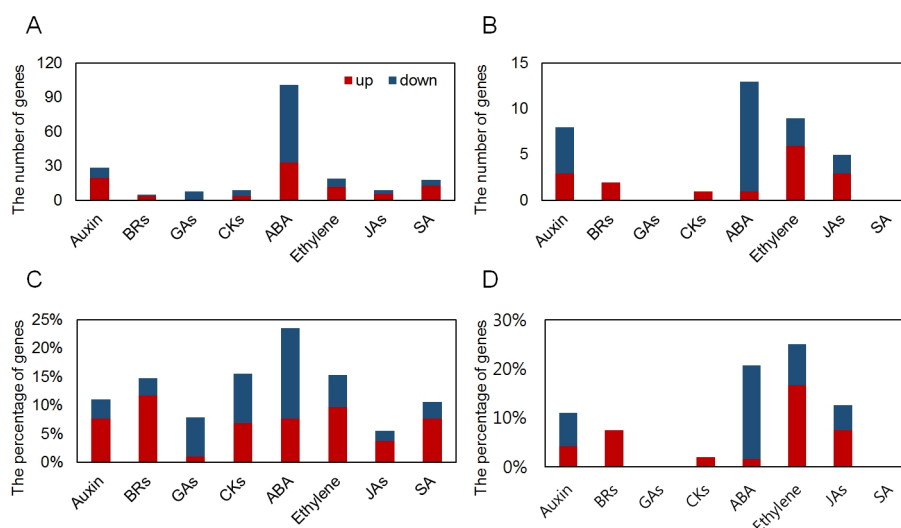 A
The number of genes
120
90
60
30
0
up down
Auxin BRs GAs CKs ABA Ethylene JAs SA
B
The number of genes
15
10
5
0
Auxin BRs GAs CKs ABA Ethylene JAs SA
C
The percentage of genes
25%
20%
15%
10%
5%
0%
Auxin BRs GAs CKs ABA Ethylene JAs SA
D
The percentage of genes
30%
20%
10%
0%
Auxin BRs GAs CKs ABA Ethylene JAs SA